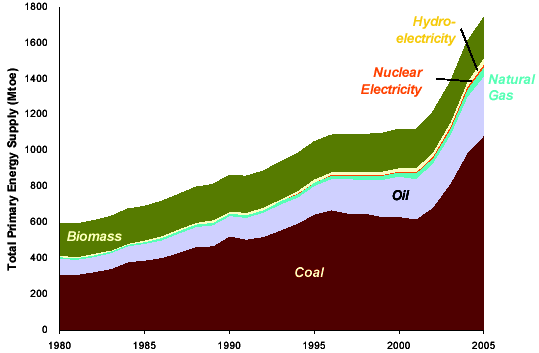 Total Primary Energy Supply (Mtoe)
1800
1600
1400
1200
1000
800
600
400
200
0
Hydro-
electricity
Nuclear
Electricity
Natural
Gas
Oil
Biomass
Coal
1980
1985
1990
1995
2000
2005